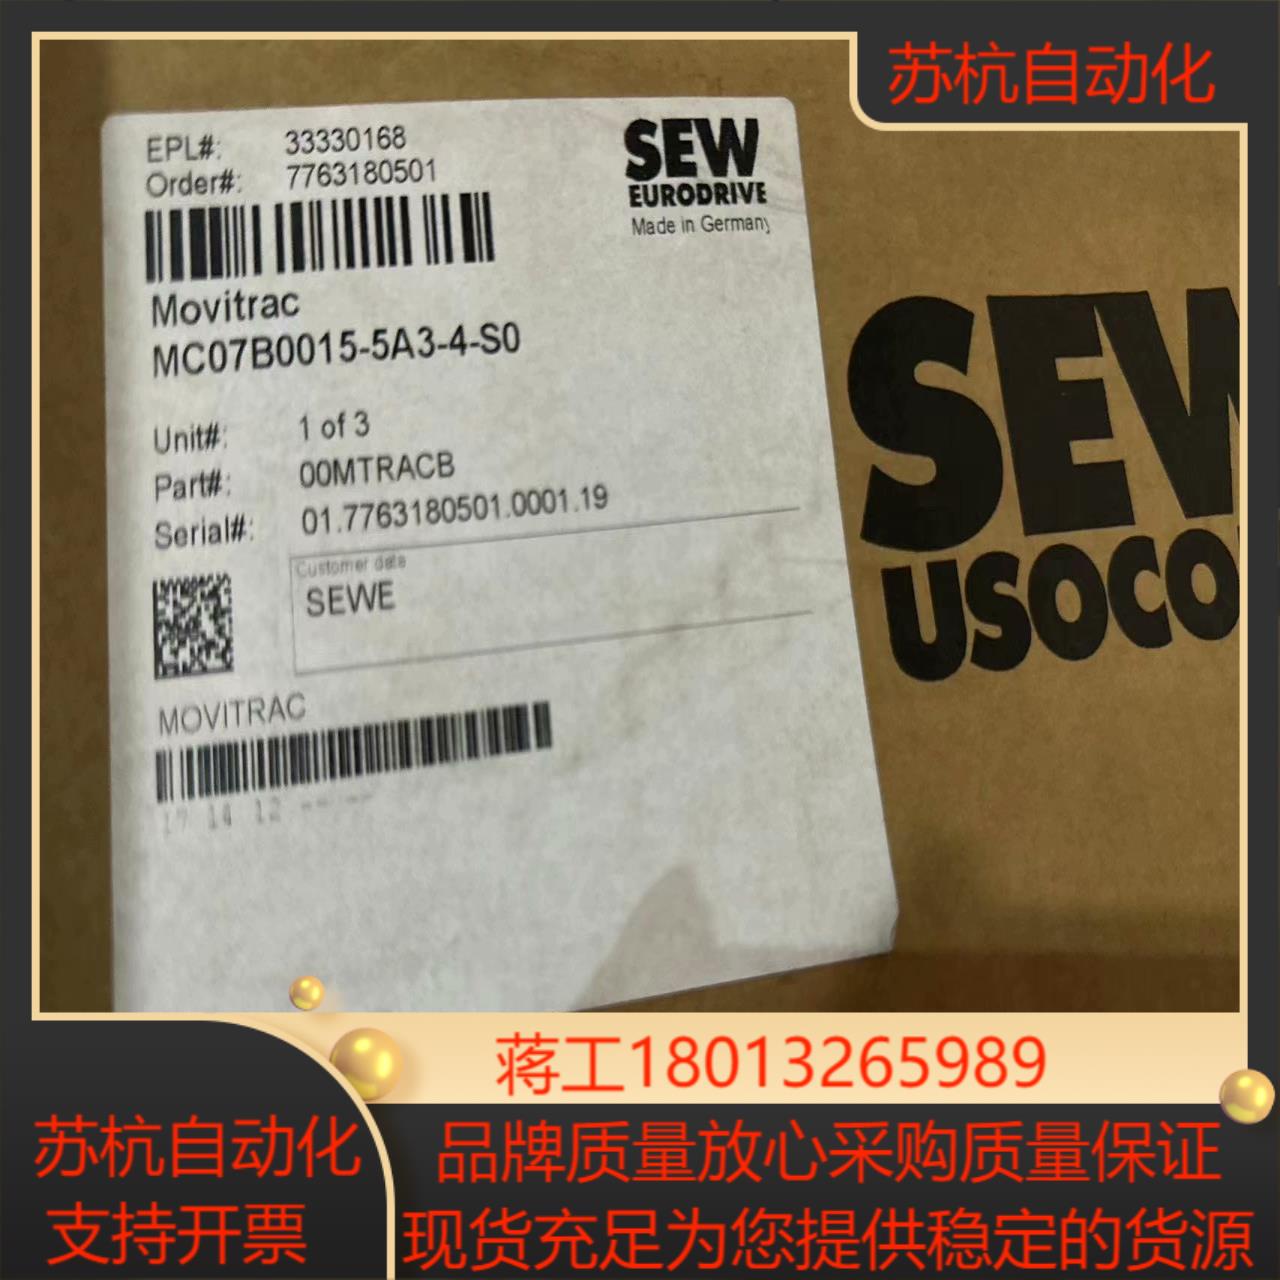 苏杭自动化
EPL#: 33330168
Order#: 7763180501
SEW
EURODRIVE
Made in Germany
Movitrac
MC07B0015-5A3-4-S0
Unit#: 1 of 3
Part#: 00MTRACB
Serial#: 01.7763180501.0001.19
Customer data
SEWE
MOVITRAC
17 14 12
SEW
USOCO
蒋工18013265989
苏杭自动化
支持开票
品牌质量放心采购质量保证
现货充足为您提供稳定的货源